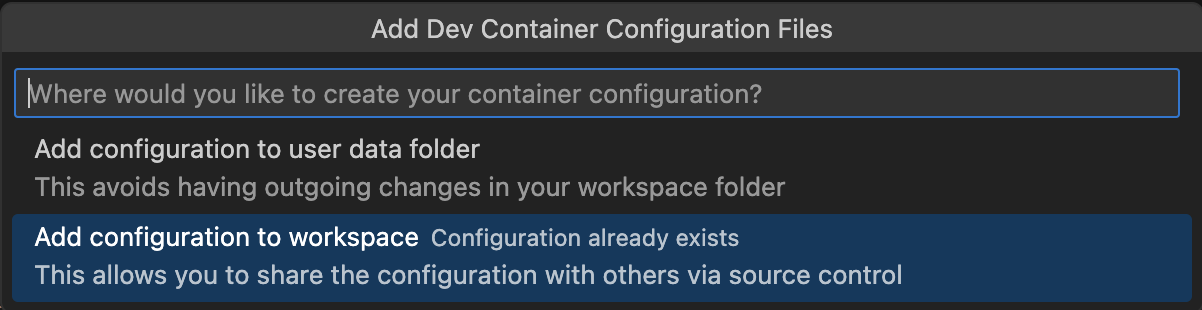 Add Dev Container Configuration Files
Where would you like to create your container configuration?
Add configuration to user data folder
This avoids having outgoing changes in your workspace folder
Add configuration to workspace Configuration already exists
This allows you to share the configuration with others via source control